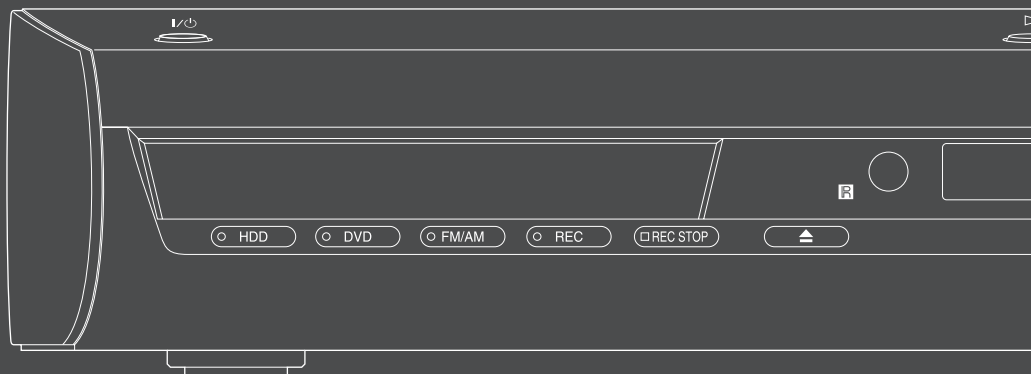 I/⏻
R
HDD
DVD
FM/AM
REC
REC STOP